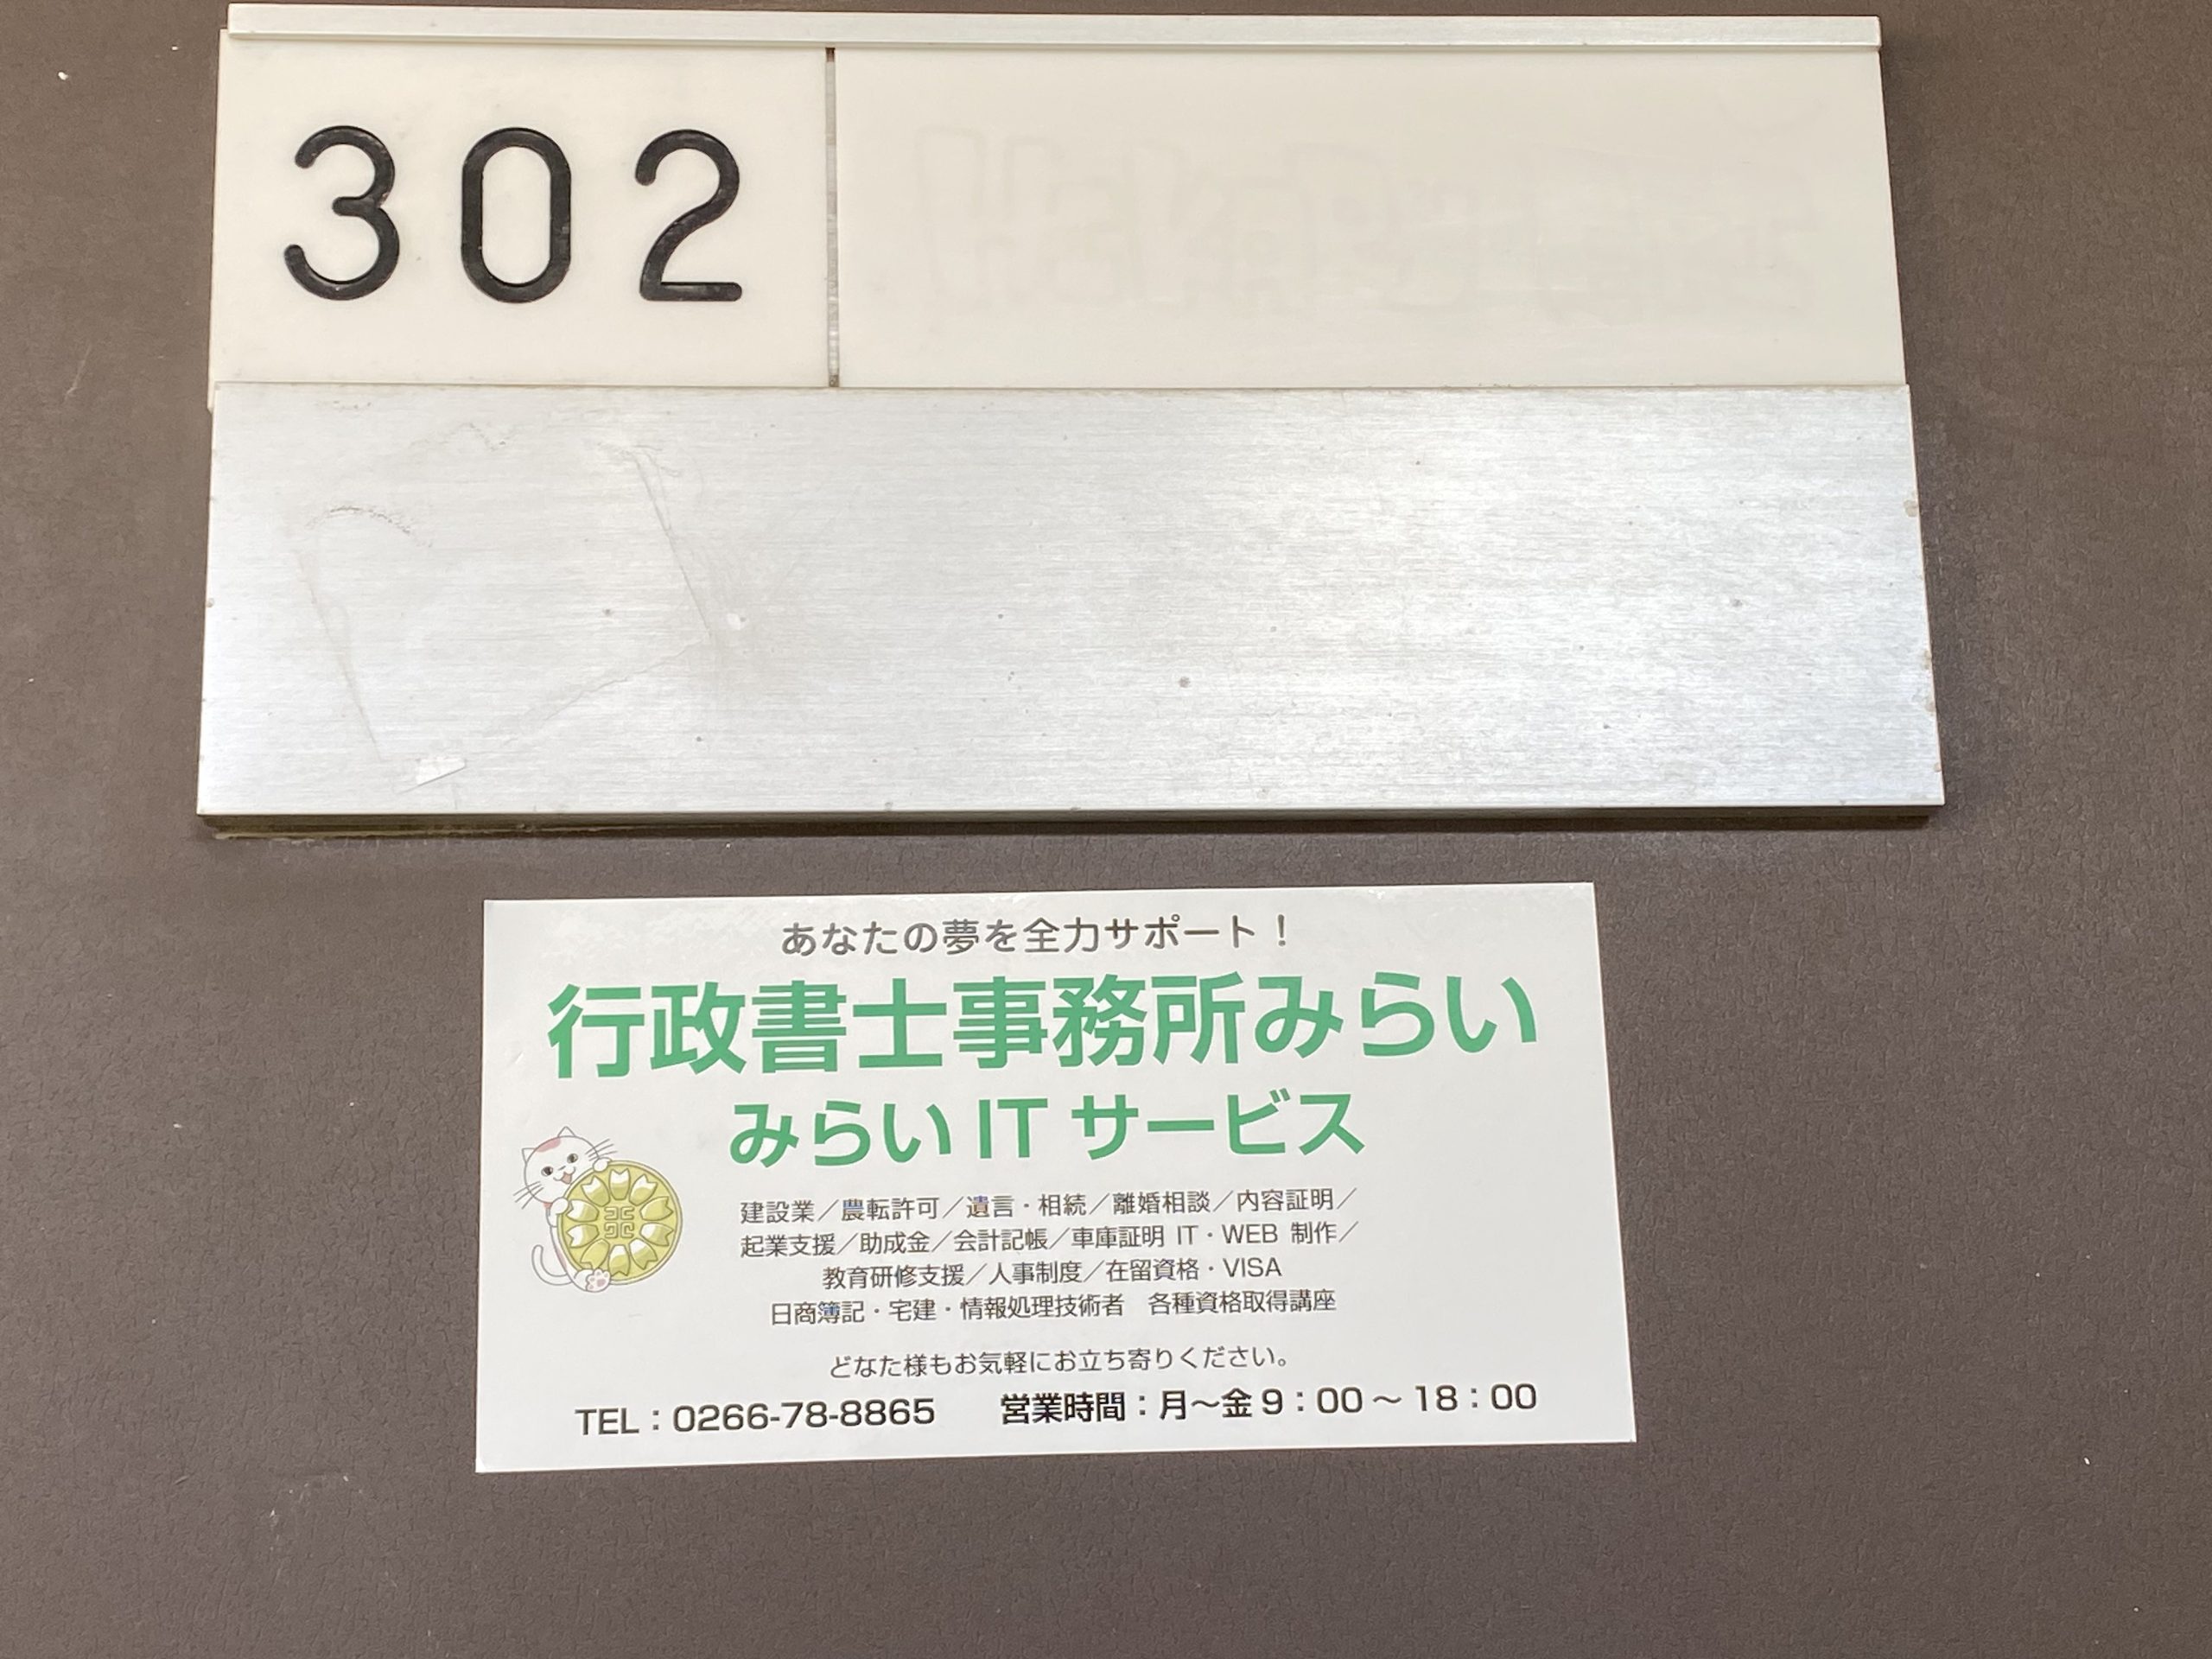 302
あなたの夢を全力サポート！
行政書士事務所みらい
みらい IT サービス
建設業／農転許可／遺言・相続／離婚相談／内容証明／
起業支援／助成金／会計記帳／車庫証明 IT・WEB 制作／
教育研修支援／人事制度／在留資格・VISA
日商簿記・宅建・情報処理技術者　各種資格取得講座
どなた様もお気軽にお立ち寄りください。
TEL：0266-78-8865　営業時間：月〜金 9：00 〜 18：00